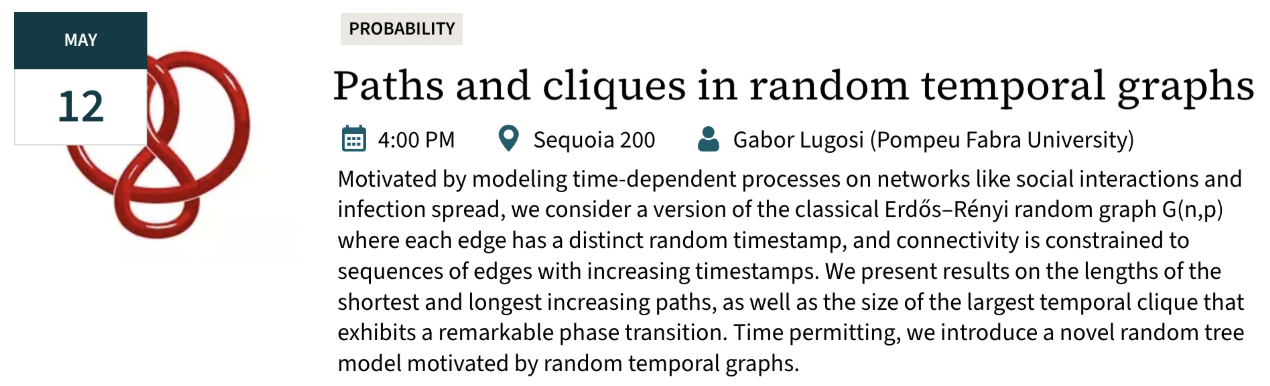 MAY
12
PROBABILITY
Paths and cliques in random temporal graphs
4:00 PM Sequoia 200 Gabor Lugosi (Pompeu Fabra University)
Motivated by modeling time-dependent processes on networks like social interactions and
infection spread, we consider a version of the classical Erdős–Rényi random graph G(n,p)
where each edge has a distinct random timestamp, and connectivity is constrained to
sequences of edges with increasing timestamps. We present results on the lengths of the
shortest and longest increasing paths, as well as the size of the largest temporal clique that
exhibits a remarkable phase transition. Time permitting, we introduce a novel random tree
model motivated by random temporal graphs.